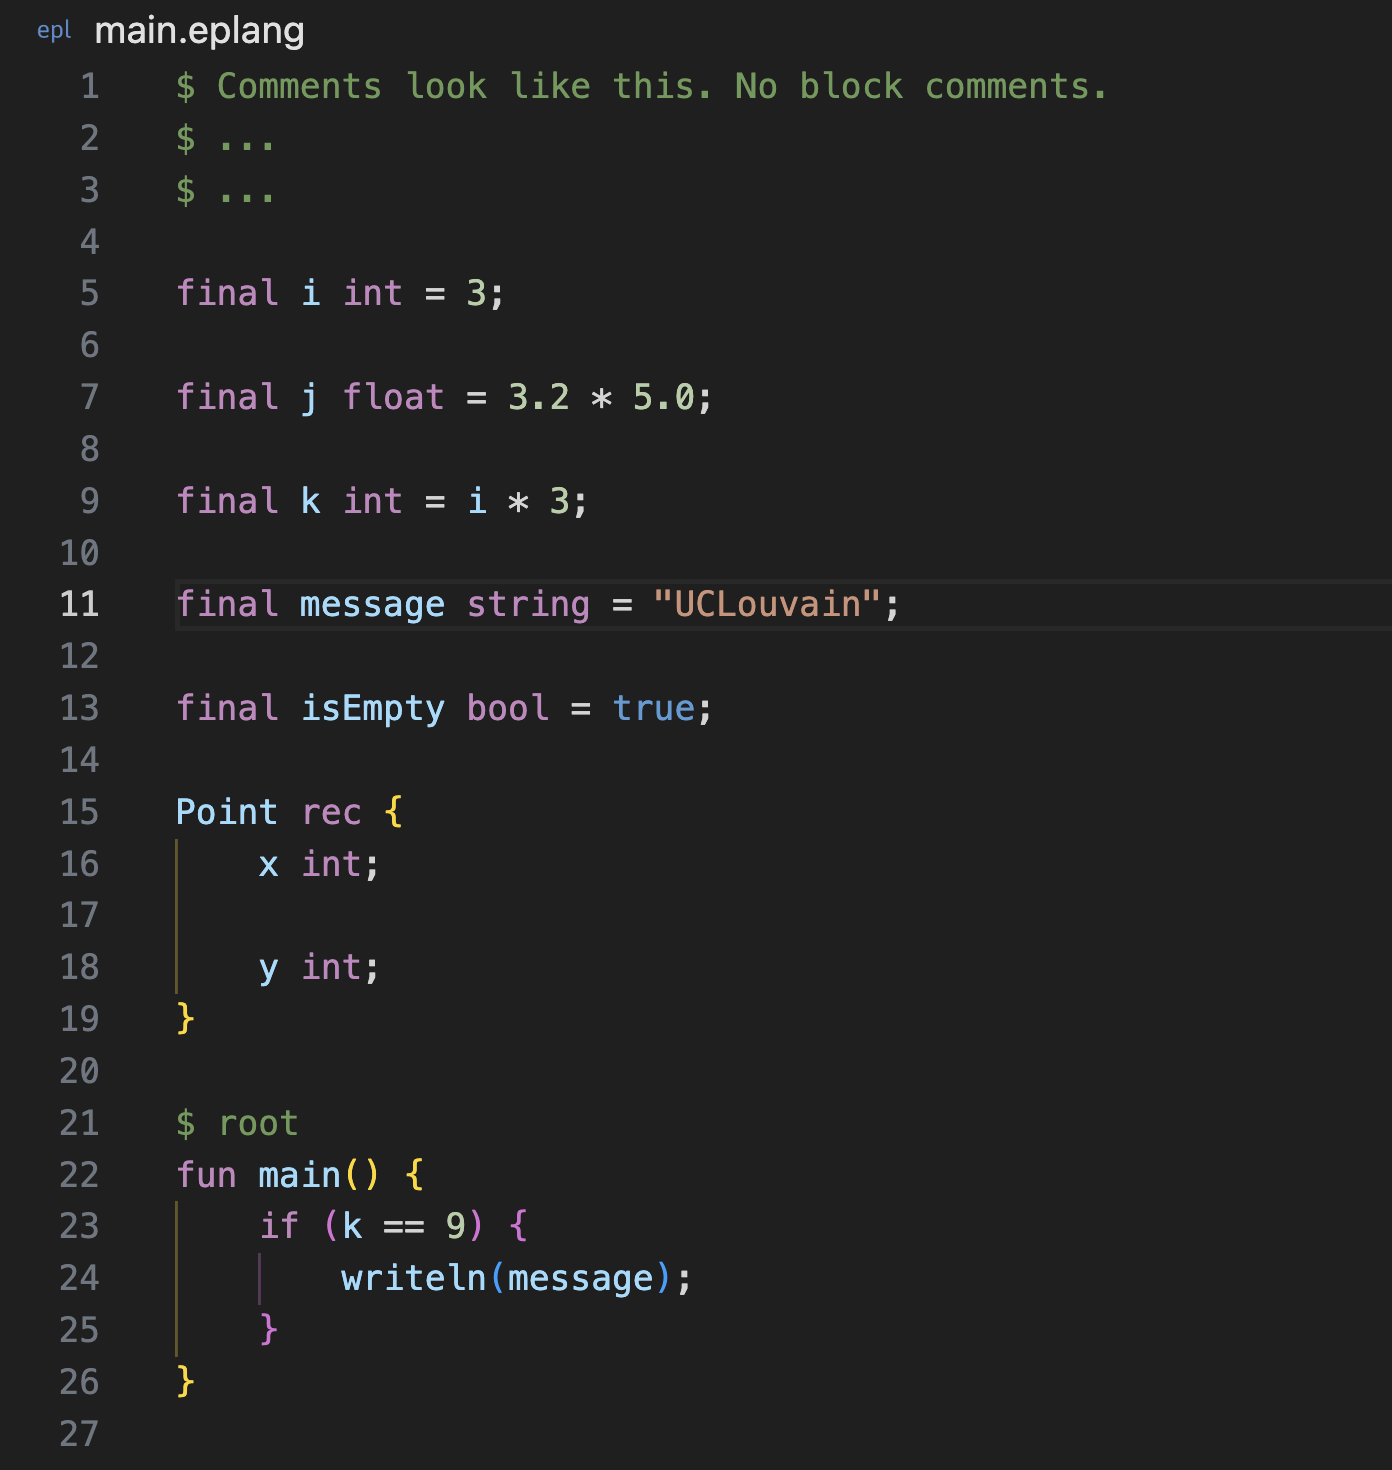 epl main.eplang
1 $ Comments look like this. No block comments.
2 $ ...
3 $ ...
4
5 final i int = 3;
6
7 final j float = 3.2 * 5.0;
8
9 final k int = i * 3;
10
11 final message string = "UCLouvain";
12
13 final isEmpty bool = true;
14
15 Point rec {
16     x int;
17
18     y int;
19 }
20
21 $ root
22 fun main() {
23     if (k == 9) {
24         writeln(message);
25     }
26 }
27